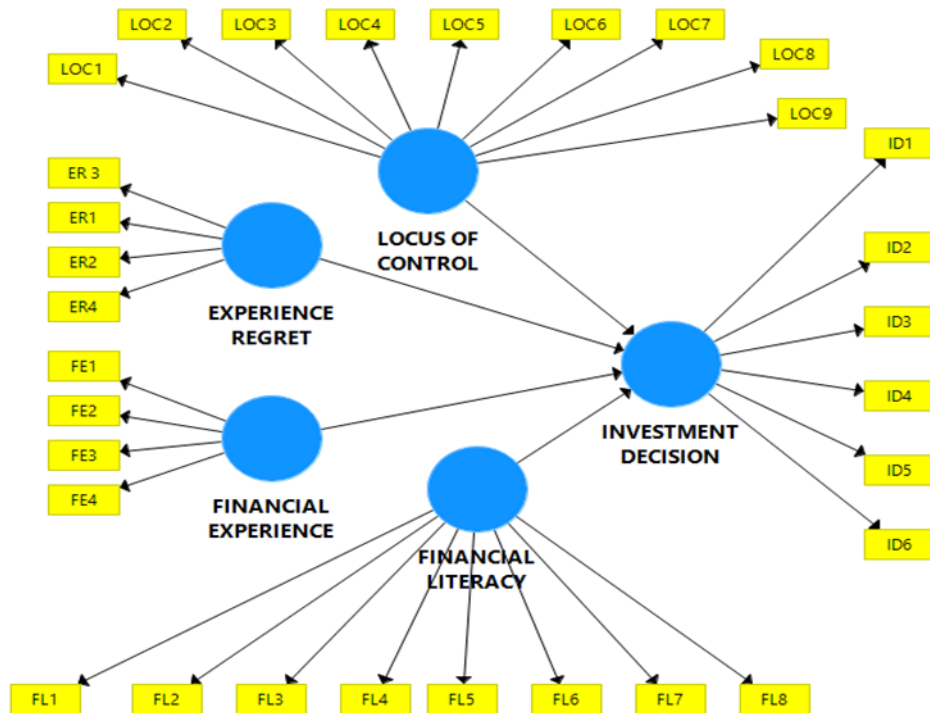 LOC1
LOC2
LOC3
LOC4
LOC5
LOC6
LOC7
LOC8
LOC9
LOCUS OF
CONTROL
ER 3
ER1
ER2
ER4
EXPERIENCE
REGRET
FE1
FE2
FE3
FE4
FINANCIAL
EXPERIENCE
ID1
ID2
ID3
ID4
ID5
ID6
INVESTMENT
DECISION
FINANCIAL
LITERACY
FL1
FL2
FL3
FL4
FL5
FL6
FL7
FL8